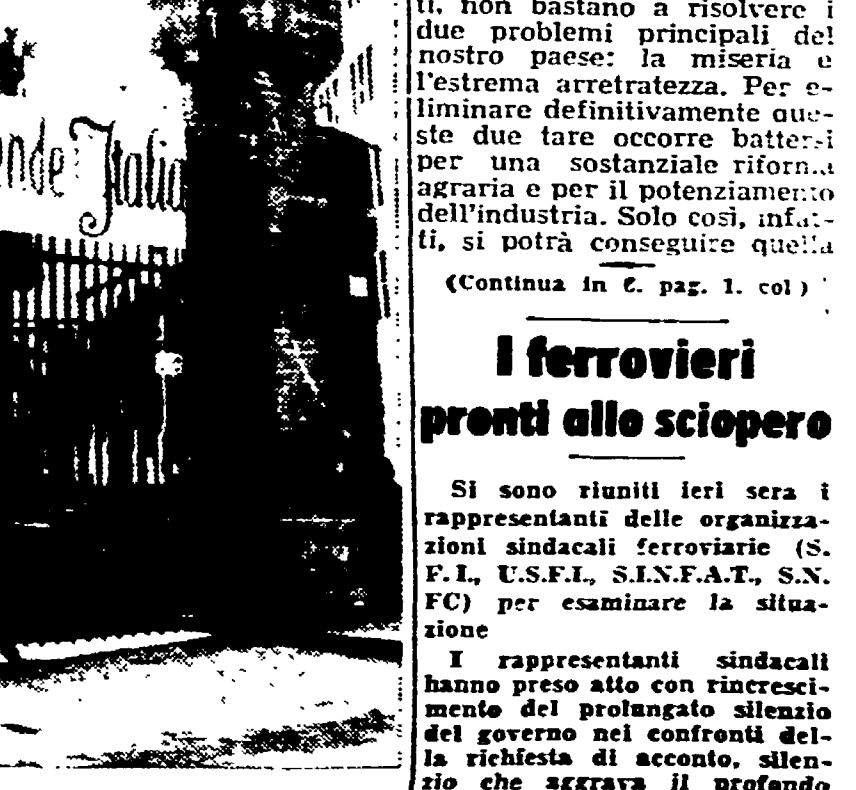 nde Italia
ti, non bastano a risolvere i
due problemi principali del
nostro paese: la miseria e
l'estrema arretratezza. Per e-
liminare definitivamente que-
ste due tare occorre battersi
per una sostanziale riforma
agraria e per il potenziamento
dell'industria. Solo così, infat-
ti, si potrà conseguire quella
(Continua in pag. 1. col)
I ferrovieri
pronti allo sciopero
Si sono riuniti ieri sera i
rappresentanti delle organizza-
zioni sindacali ferroviarie (S.
F.I., U.S.F.I., S.I.N.F.A.T., S.N.
FC) per esaminare la situa-
zione
I rappresentanti sindacali
hanno preso atto con rincresci-
mento del prolungato silenzio
del governo nei confronti del-
la richiesta di acconto, silen-
zio che aggrava il profondo